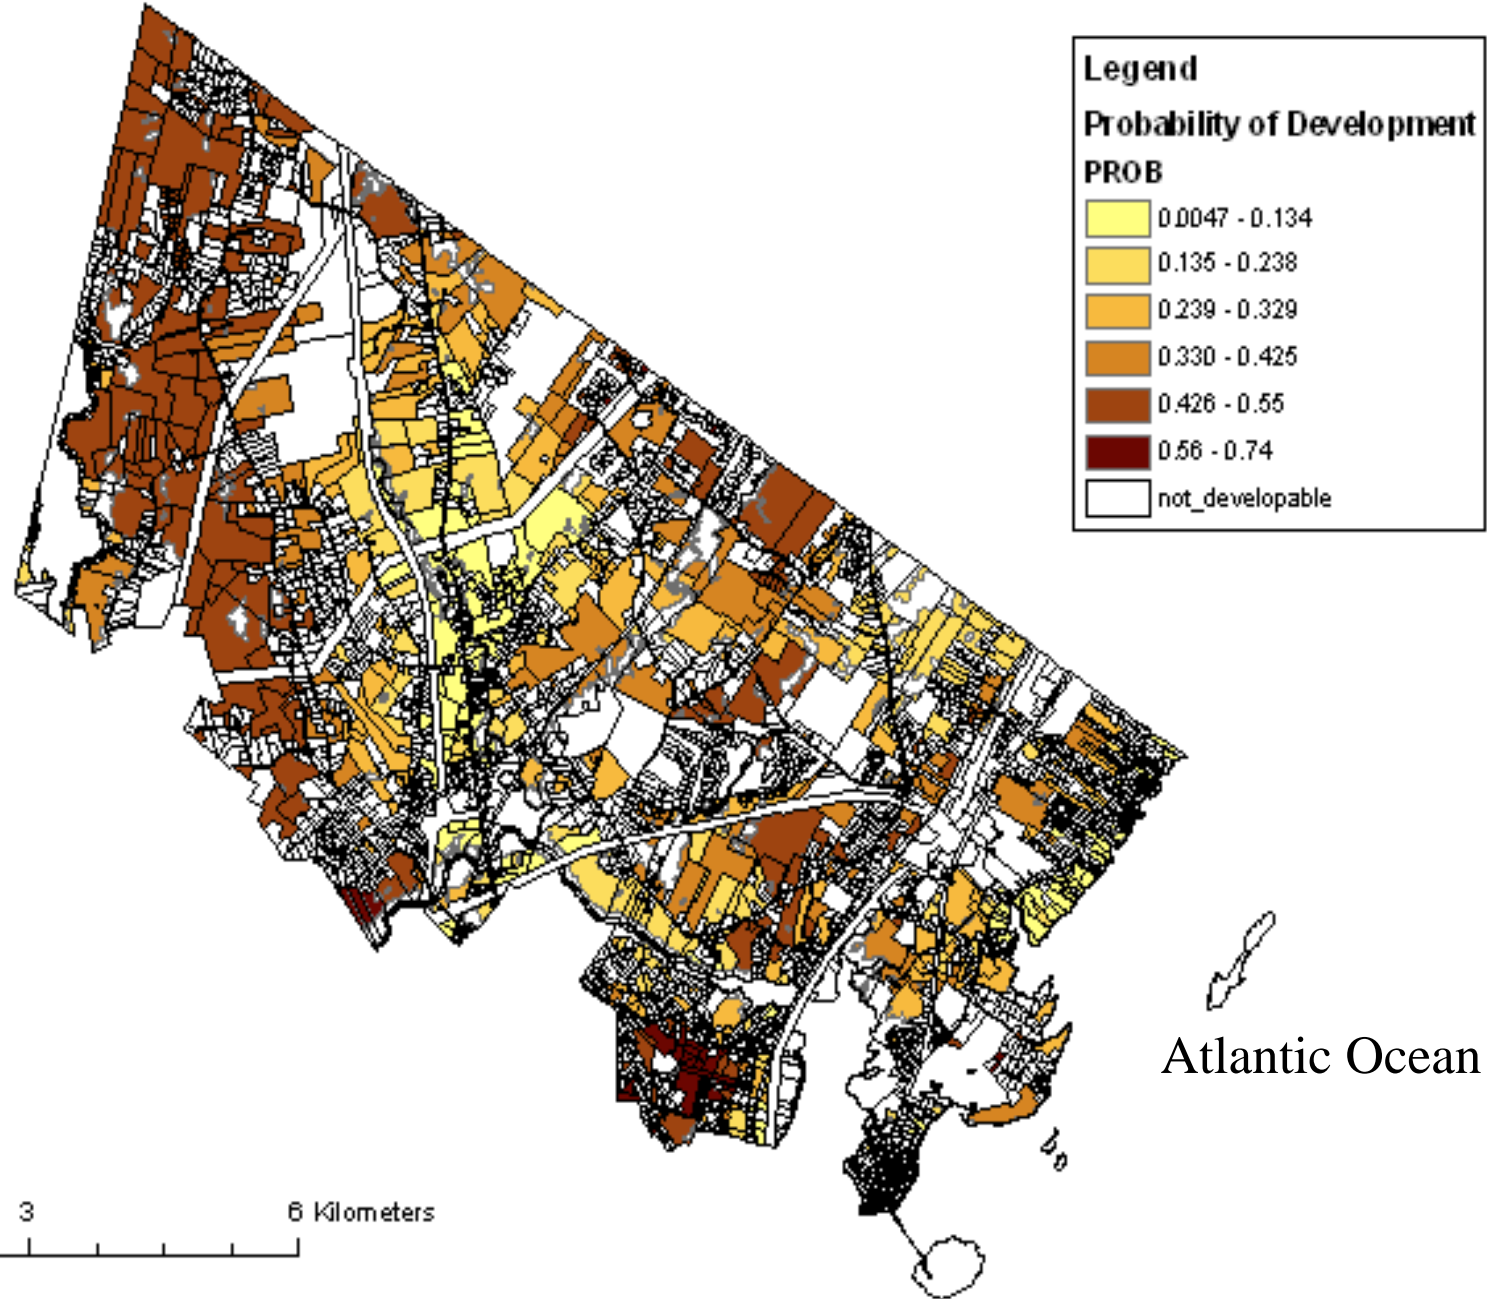 Legend
Probability of Development
PROB
0.0047 - 0.134
0.135 - 0.238
0.239 - 0.329
0.330 - 0.425
0.426 - 0.55
0.56 - 0.74
not_developable
Atlantic Ocean
3 6 Kilometers